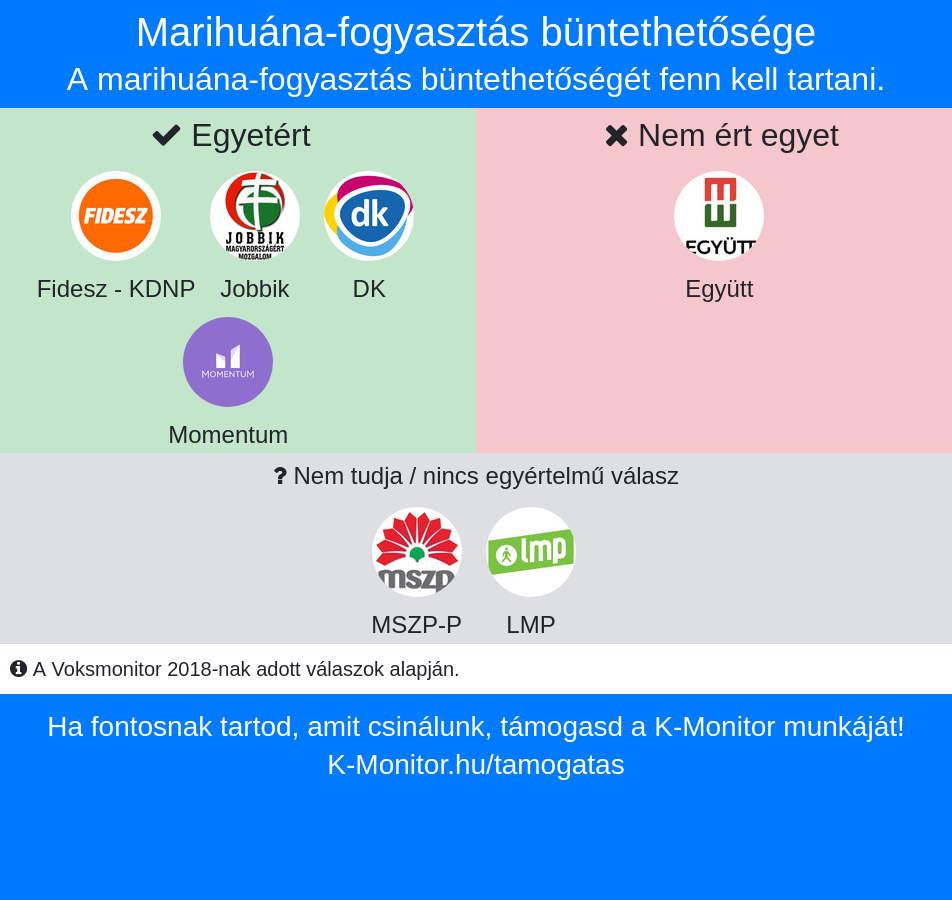 Marihuána-fogyasztás büntethetősége
A marihuána-fogyasztás büntethetőségét fenn kell tartani.
Egyetért
Nem ért egyet
FIDESZ
JOBBIK
MAGYARORSZÁGÉRT
MOZGALOM
dk
EGYÜTT
Fidesz - KDNP
Jobbik
DK
Együtt
MOMENTUM
Momentum
? Nem tudja / nincs egyértelmű válasz
mszp
lmp
MSZP-P
LMP
A Voksmonitor 2018-nak adott válaszok alapján.
Ha fontosnak tartod, amit csinálunk, támogasd a K-Monitor munkáját!
K-Monitor.hu/tamogatas